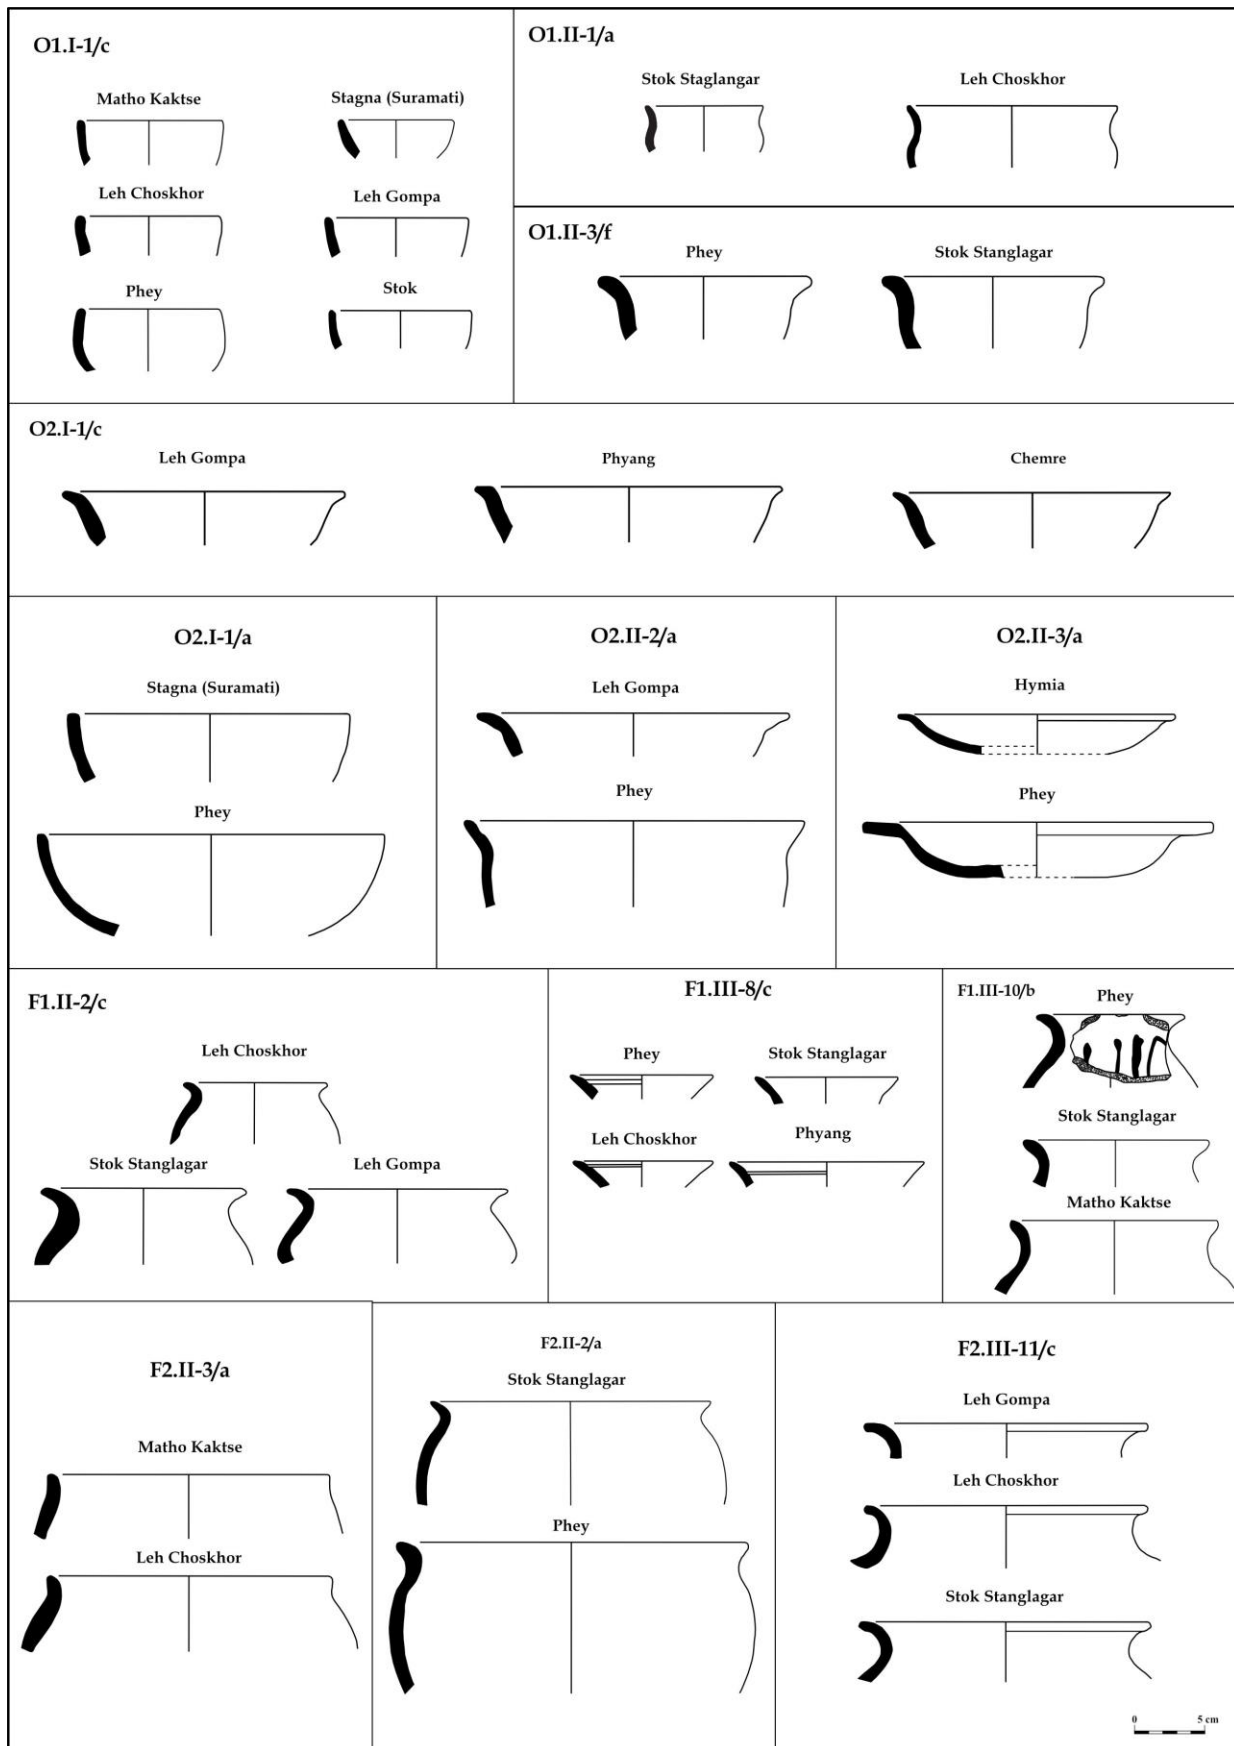 O1.I-1/c
Matho Kaktse
Stagna (Suramati)
Leh Choskhor
Leh Gompa
Phey
Stok
O1.II-1/a
Stok Staglangar
Leh Choskhor
O1.II-3/f
Phey
Stok Stanglagar
O2.I-1/c
Leh Gompa
Phyang
Chemre
O2.I-1/a
Stagna (Suramati)
Phey
O2.II-2/a
Leh Gompa
Phey
O2.II-3/a
Hymia
Phey
F1.II-2/c
Leh Choskhor
Stok Stanglagar
Leh Gompa
F1.III-8/c
Phey
Stok Stanglagar
Leh Choskhor
Phyang
F1.III-10/b
Phey
Stok Stanglagar
Matho Kaktse
F2.II-3/a
Matho Kaktse
Leh Choskhor
F2.II-2/a
Stok Stanglagar
Phey
F2.III-11/c
Leh Gompa
Leh Choskhor
Stok Stanglagar
0 5 cm